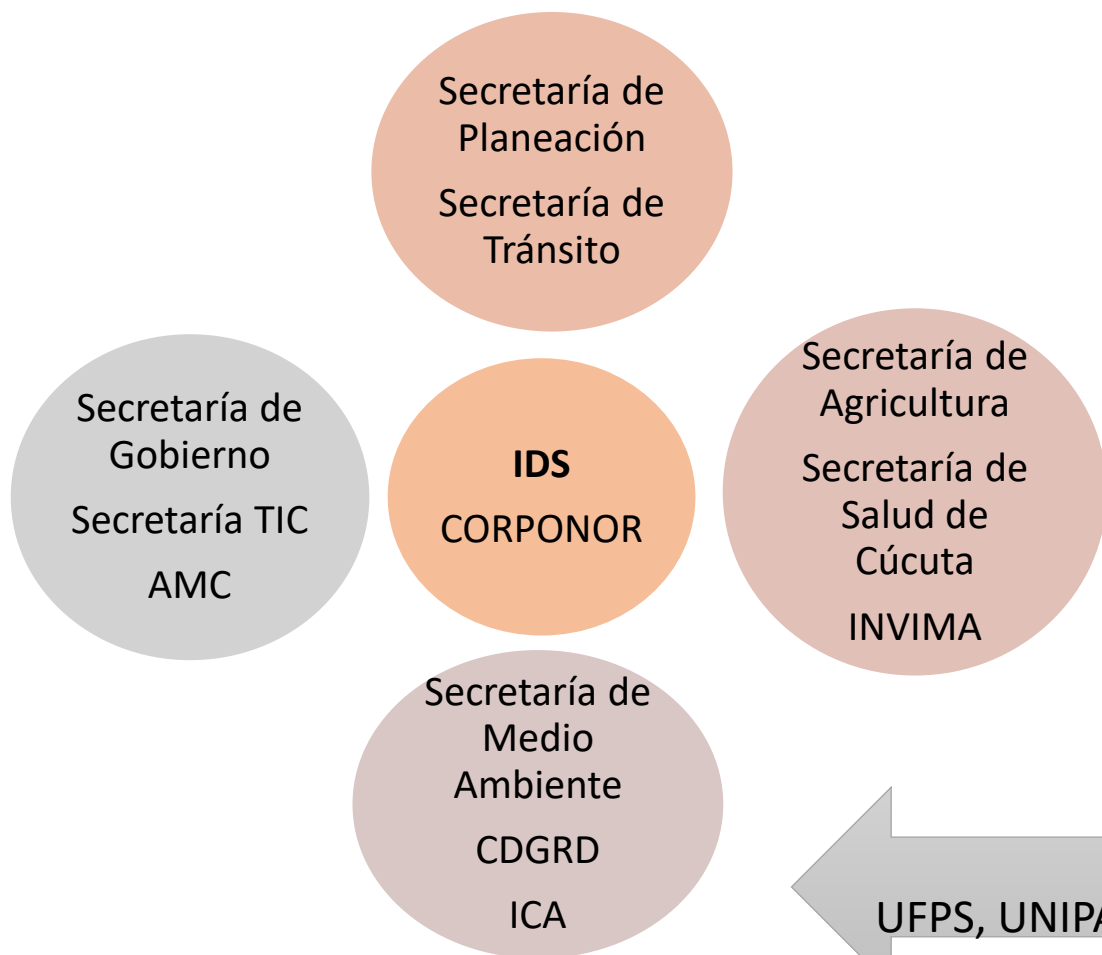 Secretaría de
Planeación
Secretaría de
Tránsito
Secretaría de
Gobierno
Secretaría TIC
AMC
IDS
CORPONOR
Secretaría de
Agricultura
Secretaría de
Salud de
Cúcuta
INVIMA
Secretaría de
Medio
Ambiente
CDGRD
ICA
UFPS,